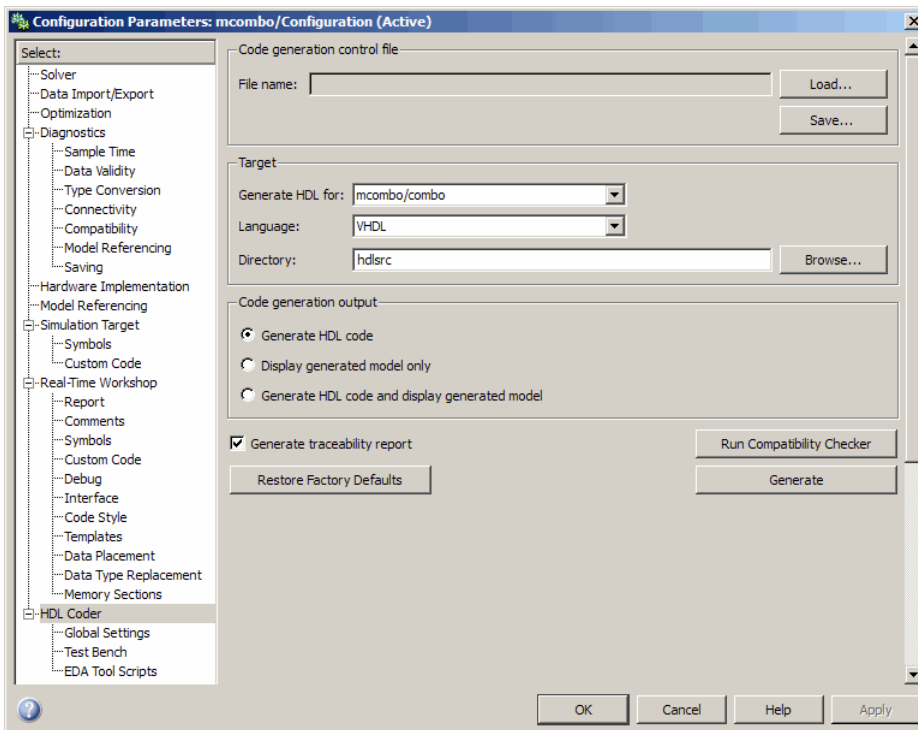 Configuration Parameters: mcombo/Configuration (Active)
Select:
Solver
Data Import/Export
Optimization
Diagnostics
Sample Time
Data Validity
Type Conversion
Connectivity
Compatibility
Model Referencing
Saving
Hardware Implementation
Model Referencing
Simulation Target
Symbols
Custom Code
Real-Time Workshop
Report
Comments
Symbols
Custom Code
Debug
Interface
Code Style
Templates
Data Placement
Data Type Replacement
Memory Sections
HDL Coder
Global Settings
Test Bench
EDA Tool Scripts
Code generation control file
File name:
Load...
Save...
Target
Generate HDL for: mcombo/combo
Language: VHDL
Directory: hdlsrc
Browse...
Code generation output
Generate HDL code
Display generated model only
Generate HDL code and display generated model
Generate traceability report
Run Compatibility Checker
Restore Factory Defaults
Generate
OK
Cancel
Help
Apply